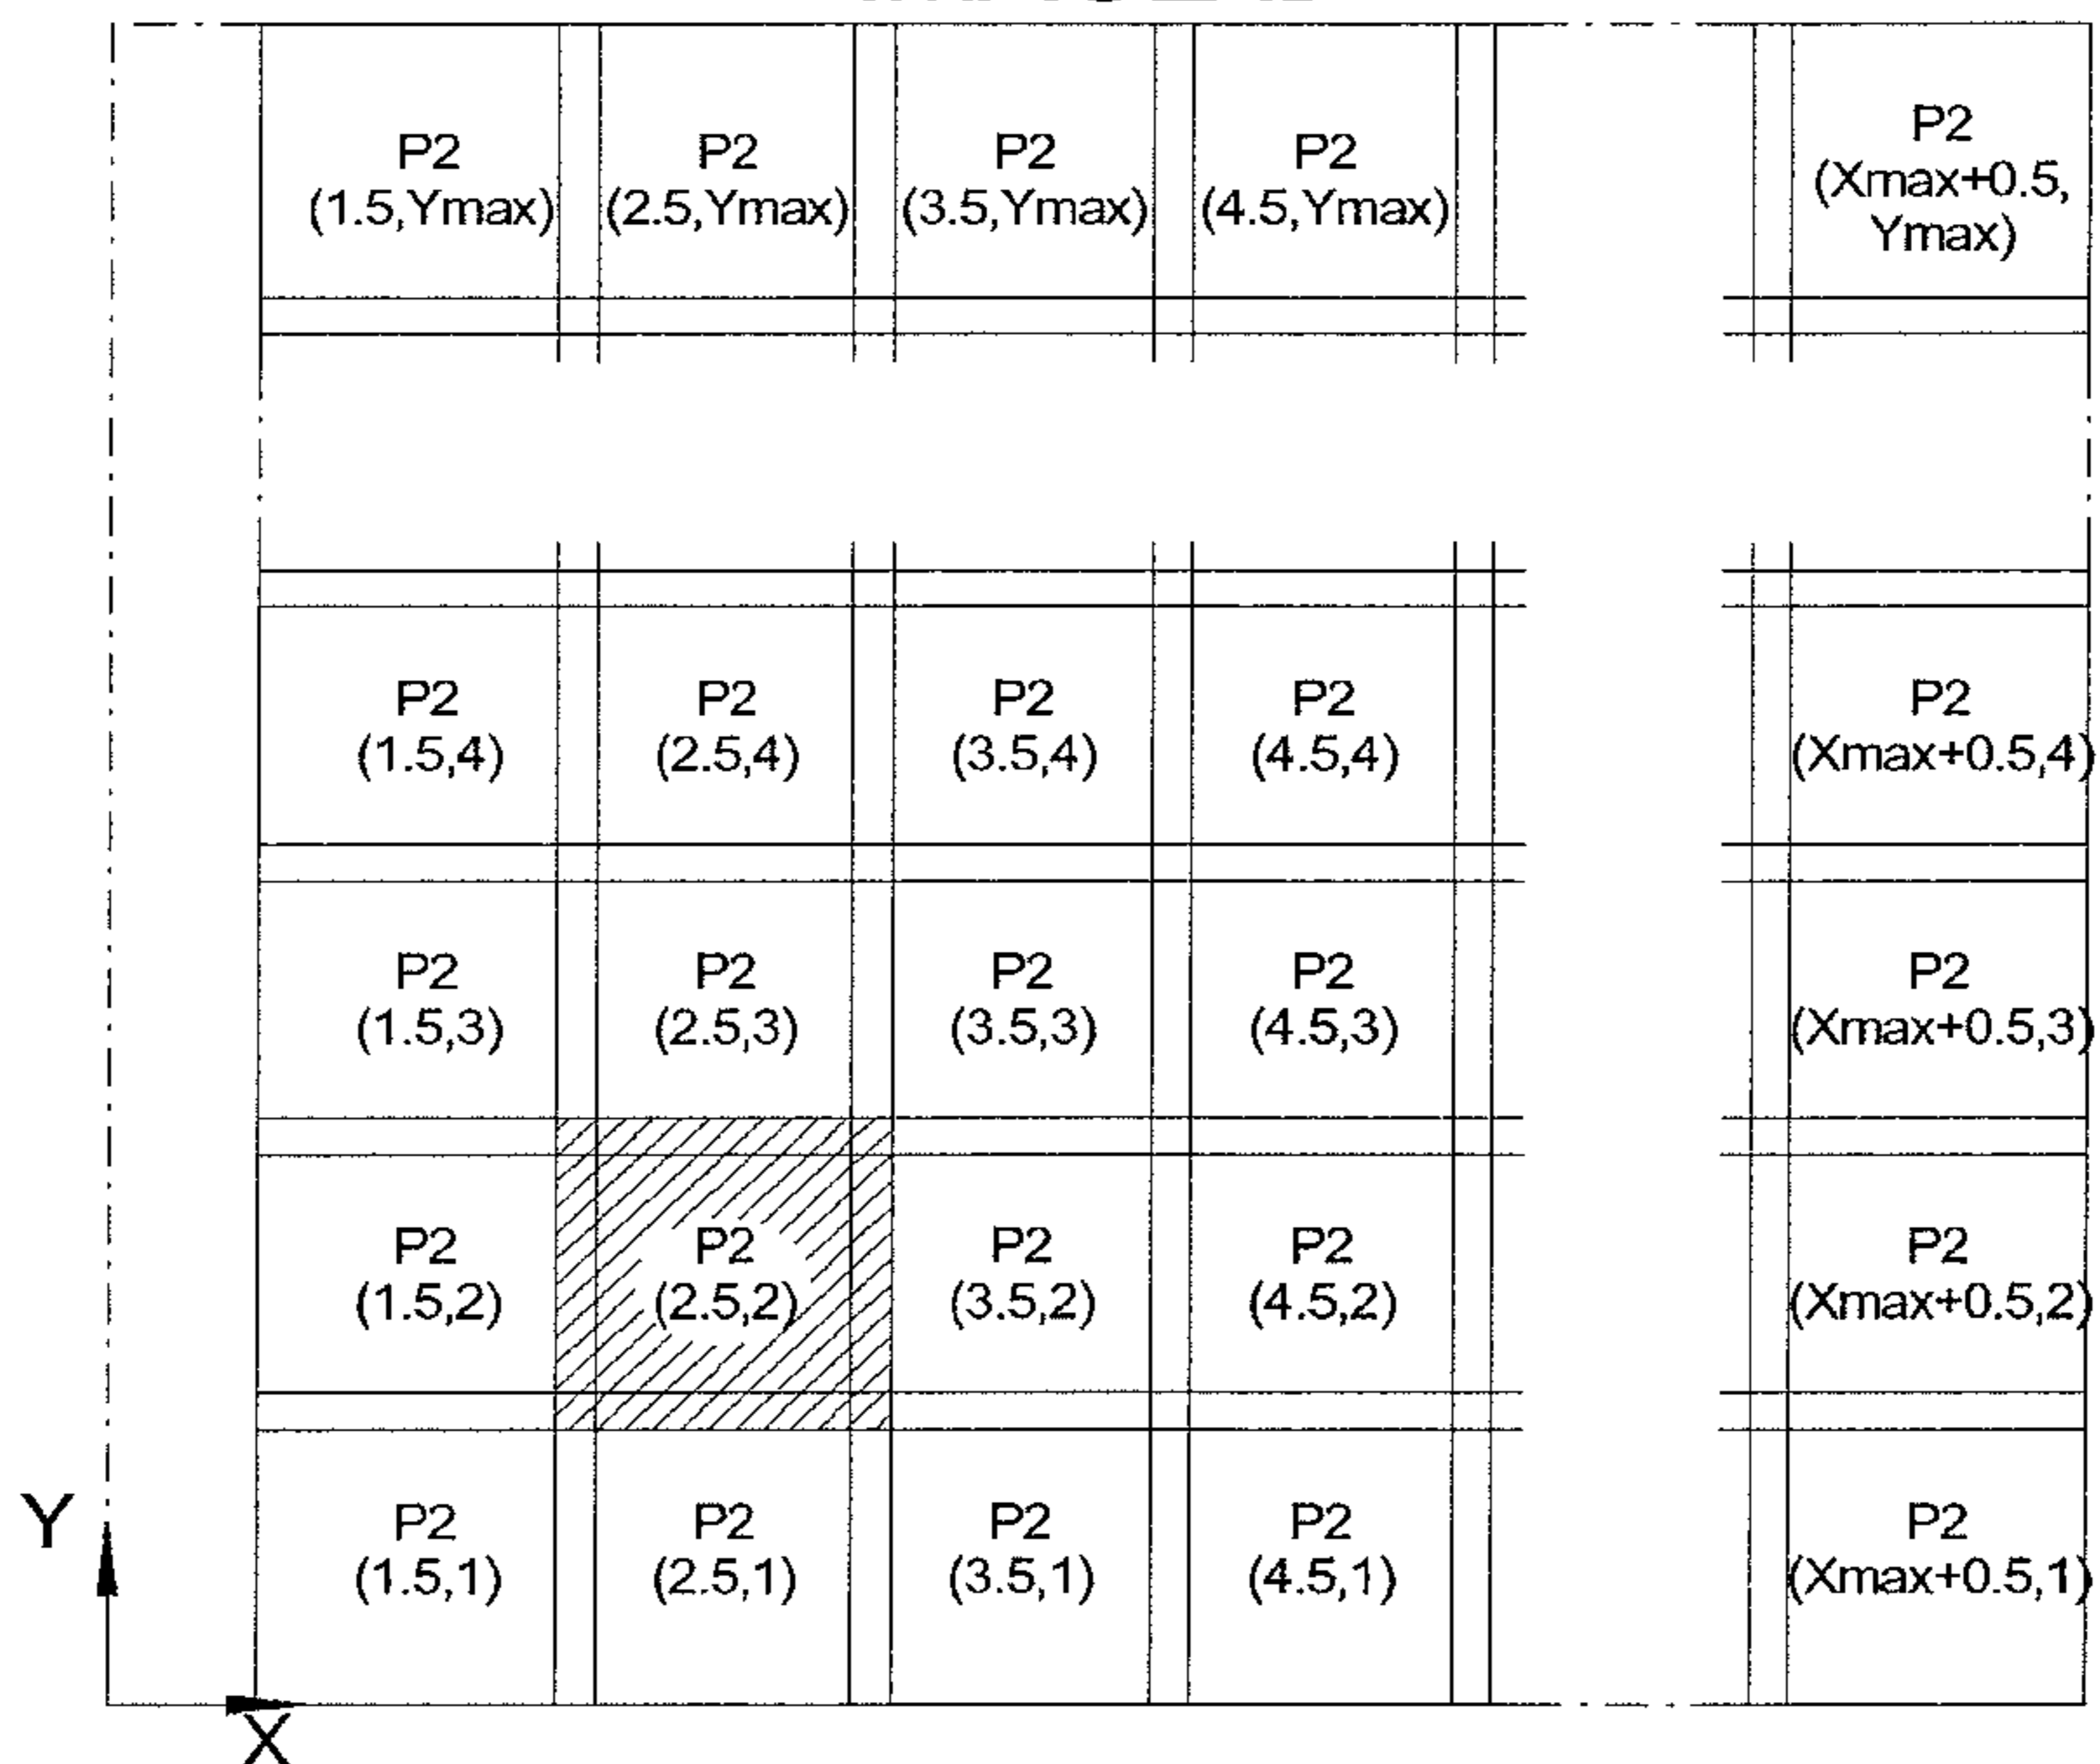 P2
(1.5,Ymax)
P2
(2.5,Ymax)
P2
(3.5,Ymax)
P2
(4.5,Ymax)
P2
(Xmax+0.5,
Ymax)
P2
(1.5,4)
P2
(2.5,4)
P2
(3.5,4)
P2
(4.5,4)
P2
(Xmax+0.5,4)
P2
(1.5,3)
P2
(2.5,3)
P2
(3.5,3)
P2
(4.5,3)
P2
(Xmax+0.5,3)
P2
(1.5,2)
P2
(2.5,2)
P2
(3.5,2)
P2
(4.5,2)
P2
(Xmax+0.5,2)
P2
(1.5,1)
P2
(2.5,1)
P2
(3.5,1)
P2
(4.5,1)
P2
(Xmax+0.5,1)
Y
X